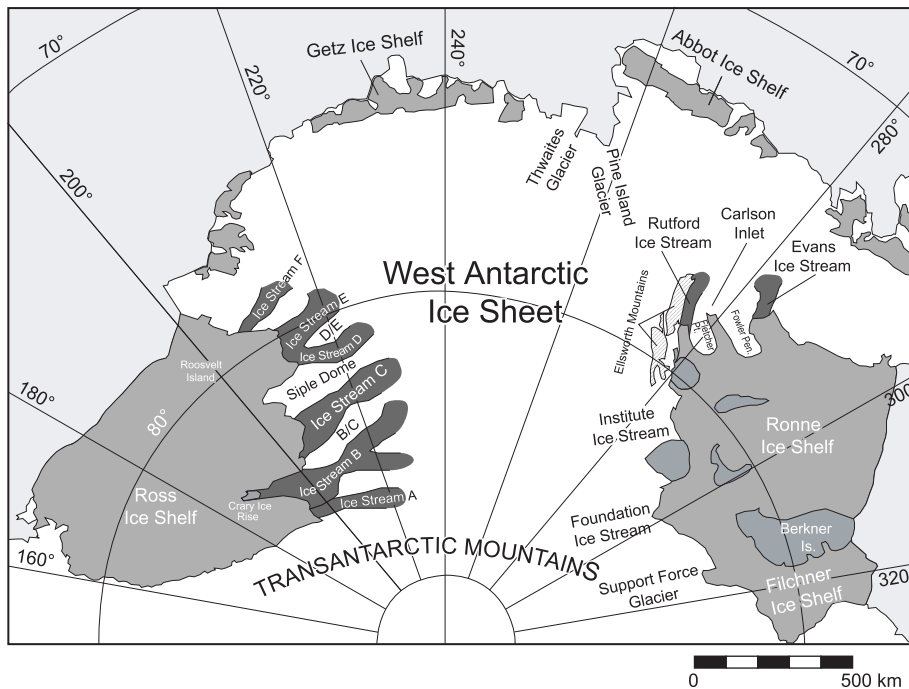 70°
Getz Ice Shelf
240°
Abbot Ice Shelf
70°
220°
280°
200°
Thwaites
Glacier
Pine Island
Glacier
Rutford
Ice Stream
Carlson
Inlet
Evans
Ice Stream
West Antarctic
Ice Sheet
Ice Stream F
Ice Stream E
D/E
Ice Stream D
Ellsworth Mountains
Fletcher
Pr.
Fowler Pen.
Roosvelt
Island
Siple Dome
Ice Stream C
180°
80°
B/C
Institute
Ice Stream
Ronne
Ice Shelf
300°
Ice Stream B
Ross
Ice Shelf
Crary Ice
Rise
Ice Stream A
Foundation
Ice Stream
Berkner
Is.
160°
TRANSANTARCTIC MOUNTAINS
Support Force
Glacier
Filchner
Ice Shelf
320
0
500 km